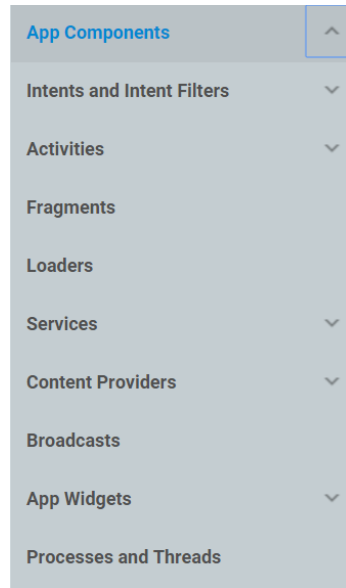 App Components
Intents and Intent Filters
Activities
Fragments
Loaders
Services
Content Providers
Broadcasts
App Widgets
Processes and Threads